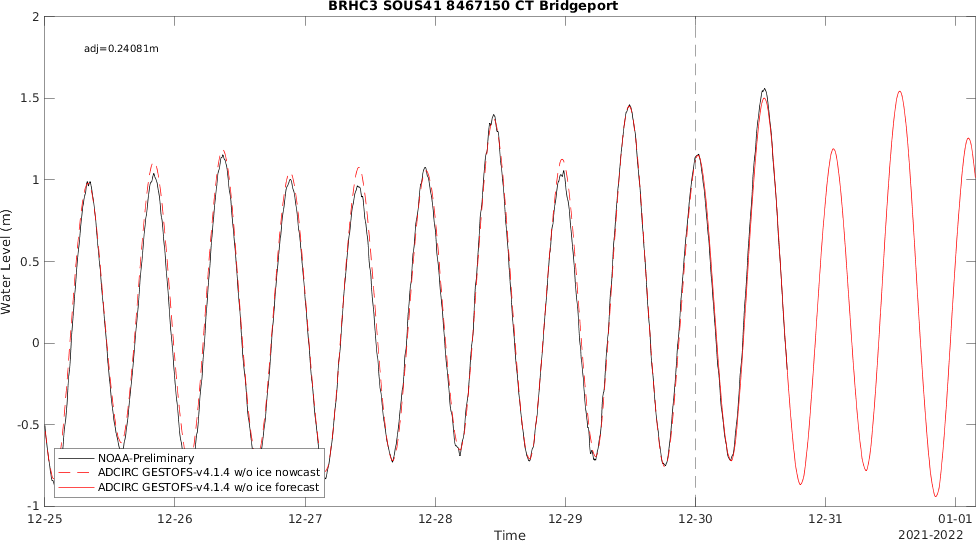 BRHC3 SOUS41 8467150 CT Bridgeport
2
adj=0.24081m
1.5
1
0.5
0
-0.5
-1
Water Level (m)
NOAA-Preliminary
ADCIRC GESTOFS-v4.1.4 w/o ice nowcast
ADCIRC GESTOFS-v4.1.4 w/o ice forecast
12-25 12-26 12-27 12-28 12-29 12-30 12-31 01-01
Time
2021-2022